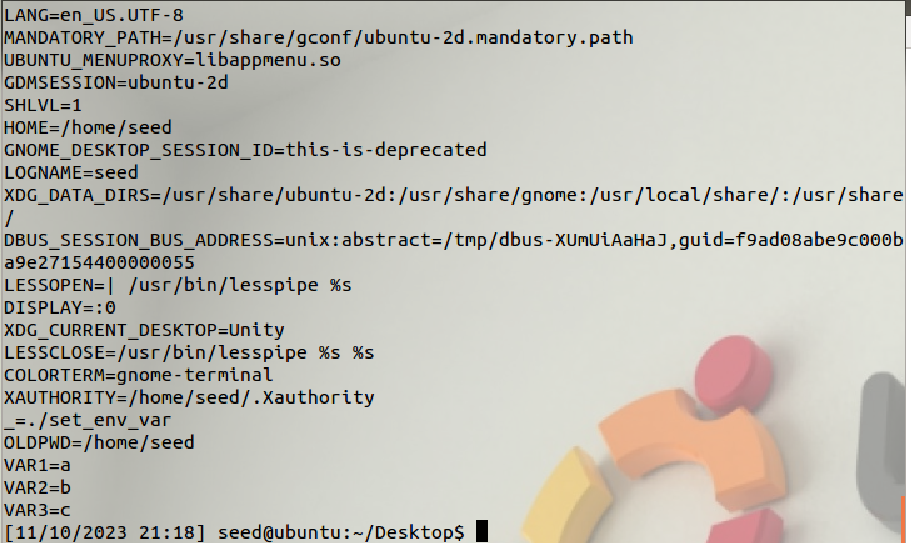 LANG=en_US.UTF-8
MANDATORY_PATH=/usr/share/gconf/ubuntu-2d.mandatory.path
UBUNTU_MENUPROXY=libappmenu.so
GDMSESSION=ubuntu-2d
SHLVL=1
HOME=/home/seed
GNOME_DESKTOP_SESSION_ID=this-is-deprecated
LOGNAME=seed
XDG_DATA_DIRS=/usr/share/ubuntu-2d:/usr/share/gnome:/usr/local/share/:/usr/share
/
DBUS_SESSION_BUS_ADDRESS=unix:abstract=/tmp/dbus-XUmUiAaHaJ,guid=f9ad08abe9c000b
a9e27154400000055
LESSOPEN=| /usr/bin/lesspipe %s
DISPLAY=:0
XDG_CURRENT_DESKTOP=Unity
LESSCLOSE=/usr/bin/lesspipe %s %s
COLORTERM=gnome-terminal
XAUTHORITY=/home/seed/.Xauthority
_=./set_env_var
OLDPWD=/home/seed
VAR1=a
VAR2=b
VAR3=c
[11/10/2023 21:18] seed@ubuntu:~/Desktop$